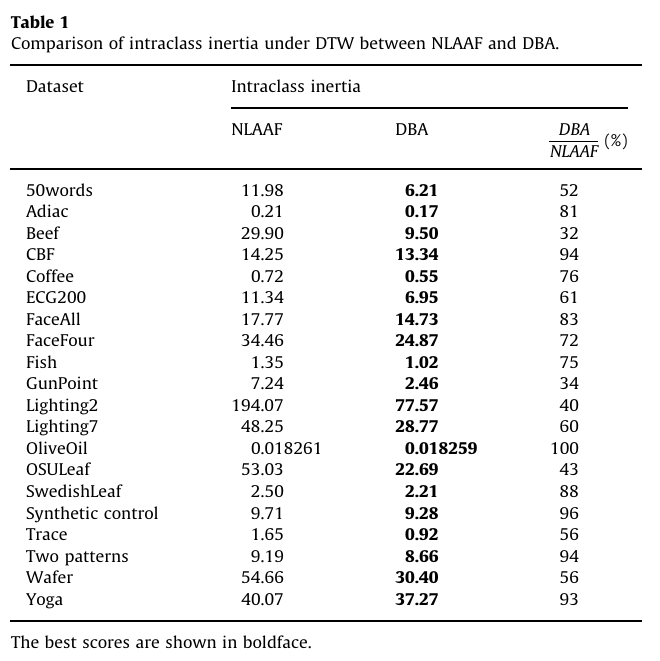 Table 1
Comparison of intraclass inertia under DTW between NLAAF and DBA.
Dataset Intraclass inertia
NLAAF DBA DBA/NLAAF (%)
50words 11.98 6.21 52
Adiac 0.21 0.17 81
Beef 29.90 9.50 32
CBF 14.25 13.34 94
Coffee 0.72 0.55 76
ECG200 11.34 6.95 61
FaceAll 17.77 14.73 83
FaceFour 34.46 24.87 72
Fish 1.35 1.02 75
GunPoint 7.24 2.46 34
Lighting2 194.07 77.57 40
Lighting7 48.25 28.77 60
OliveOil 0.018261 0.018259 100
OSULeaf 53.03 22.69 43
SwedishLeaf 2.50 2.21 88
Synthetic control 9.71 9.28 96
Trace 1.65 0.92 56
Two patterns 9.19 8.66 94
Wafer 54.66 30.40 56
Yoga 40.07 37.27 93
The best scores are shown in boldface.